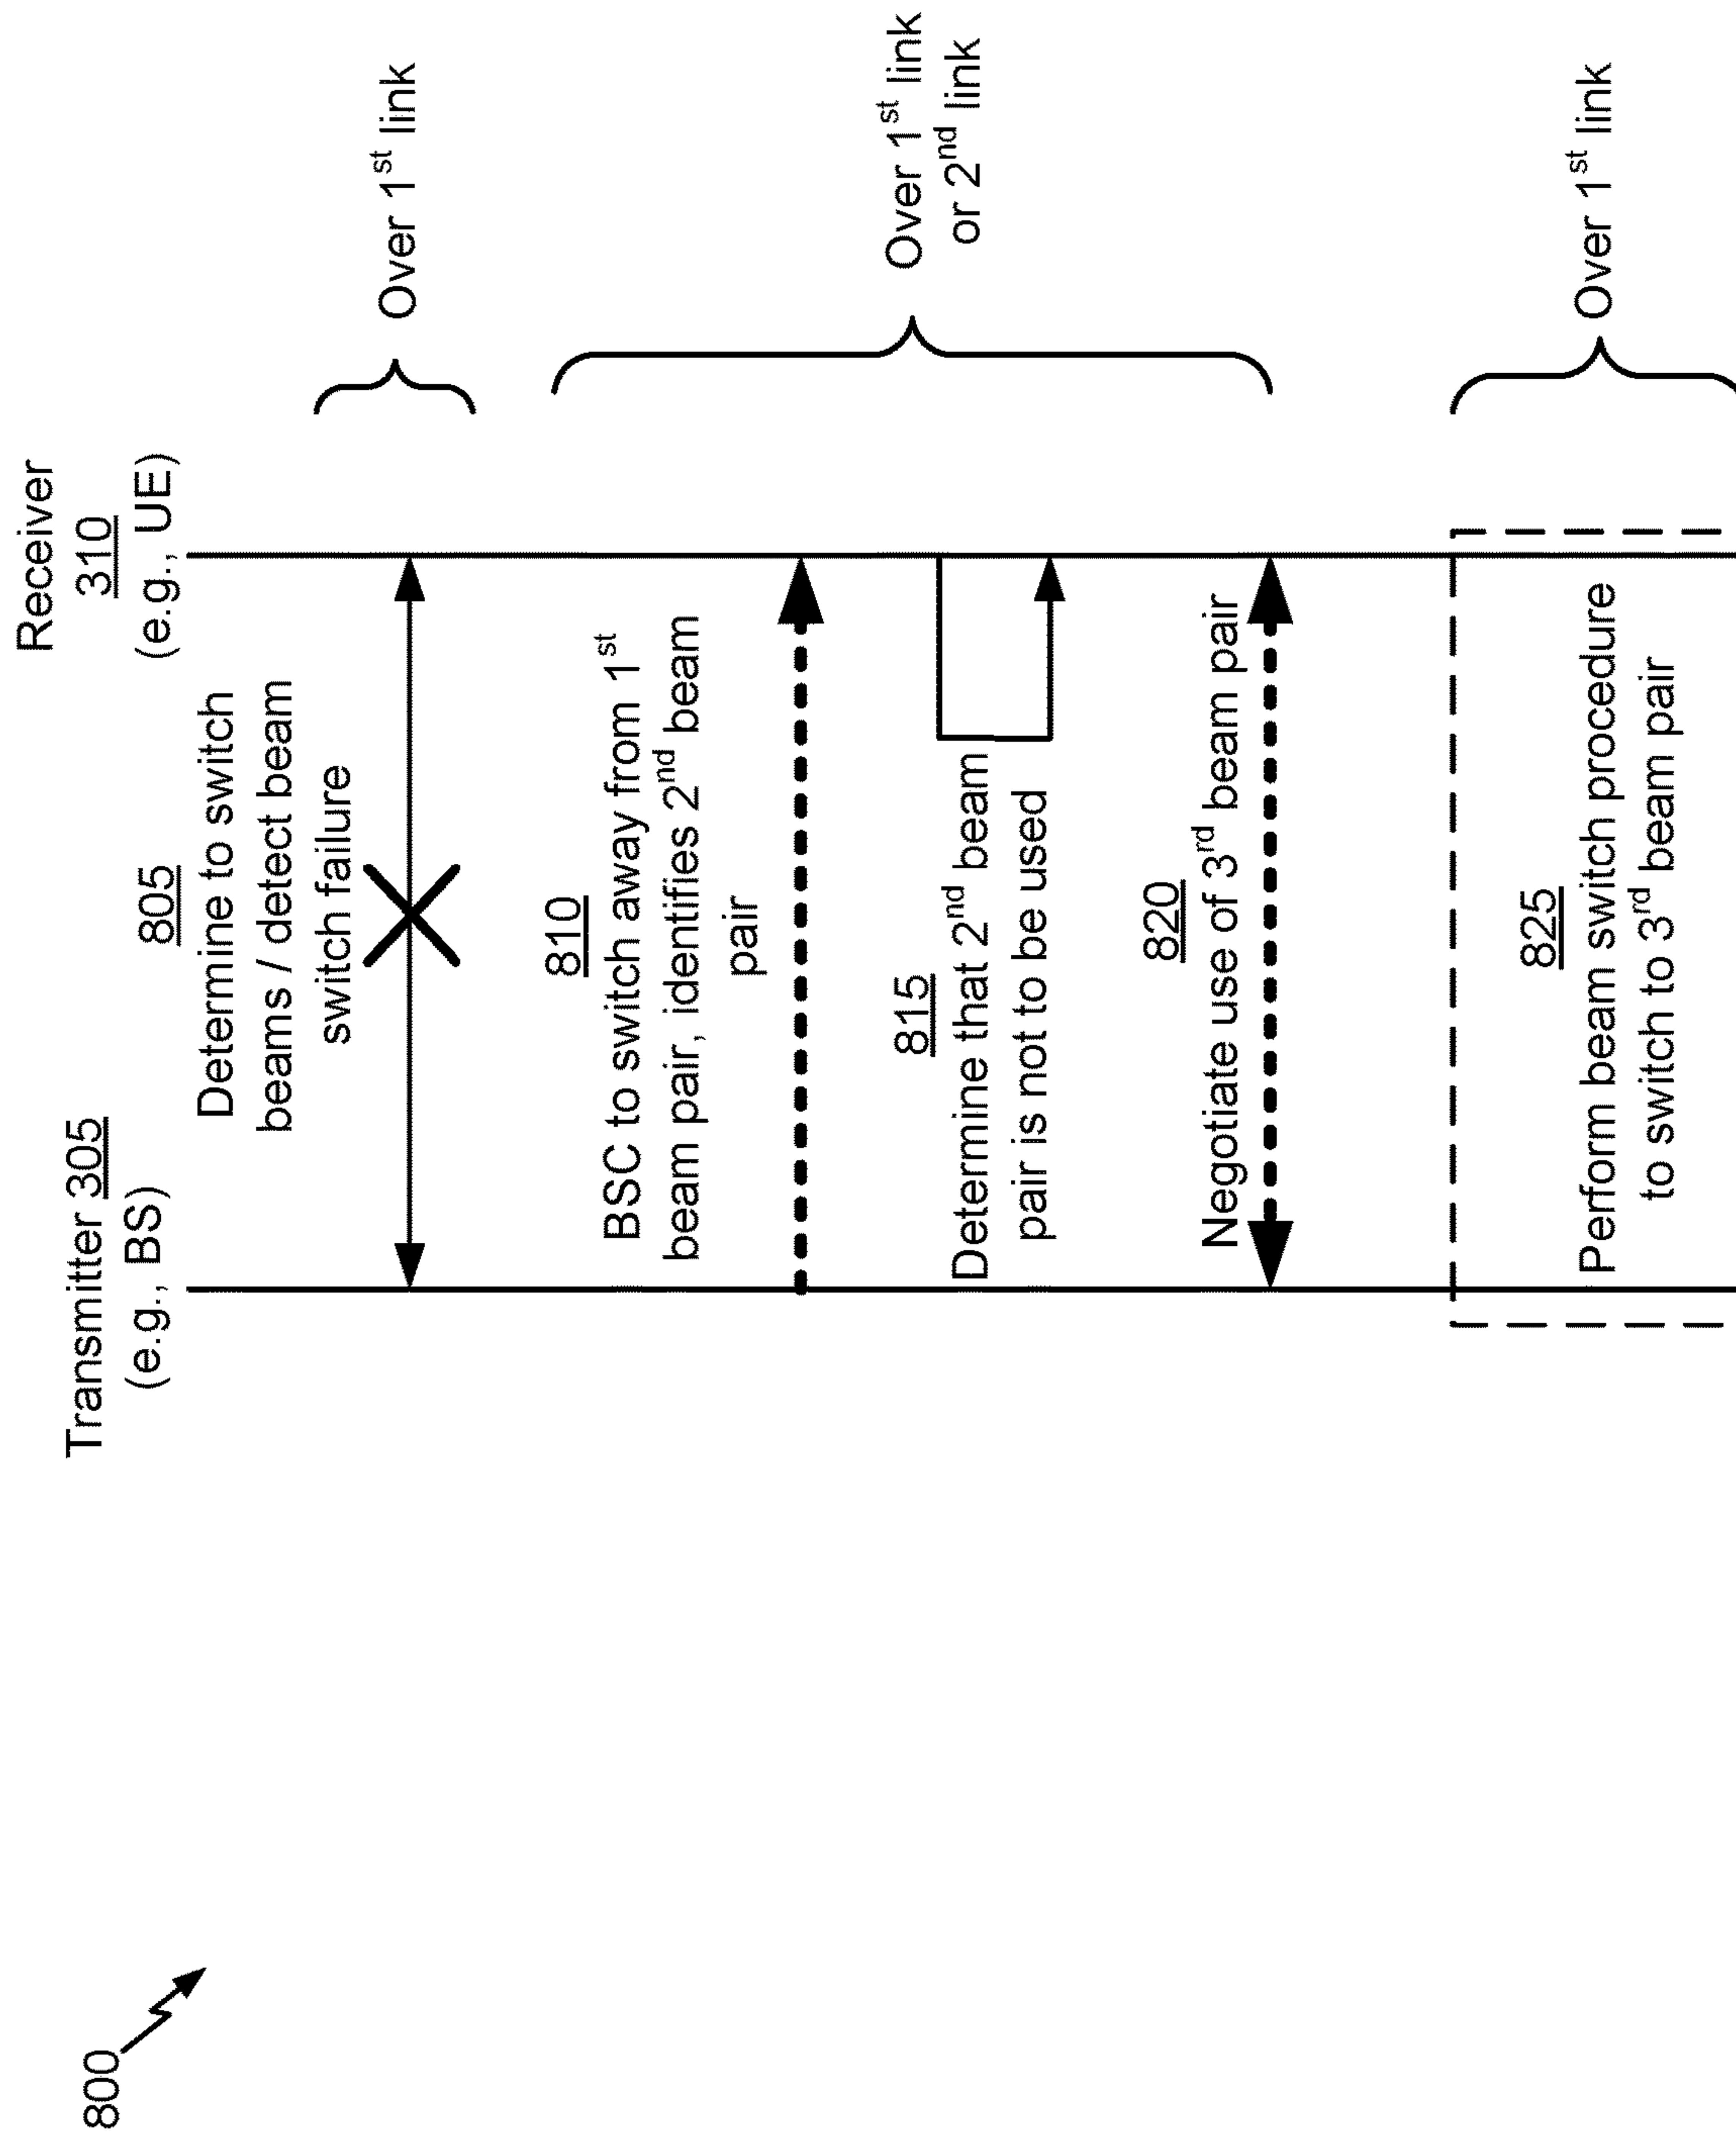 800
Transmitter 305
(e.g., BS)
Receiver
310
(e.g., UE)
805
Determine to switch
beams / detect beam
switch failure
Over 1st link
810
BSC to switch away from 1st
beam pair, identifies 2nd beam
pair
815
Determine that 2nd beam
pair is not to be used
820
Negotiate use of 3rd beam pair
Over 1st link
or 2nd link
825
Perform beam switch procedure
to switch to 3rd beam pair
Over 1st link